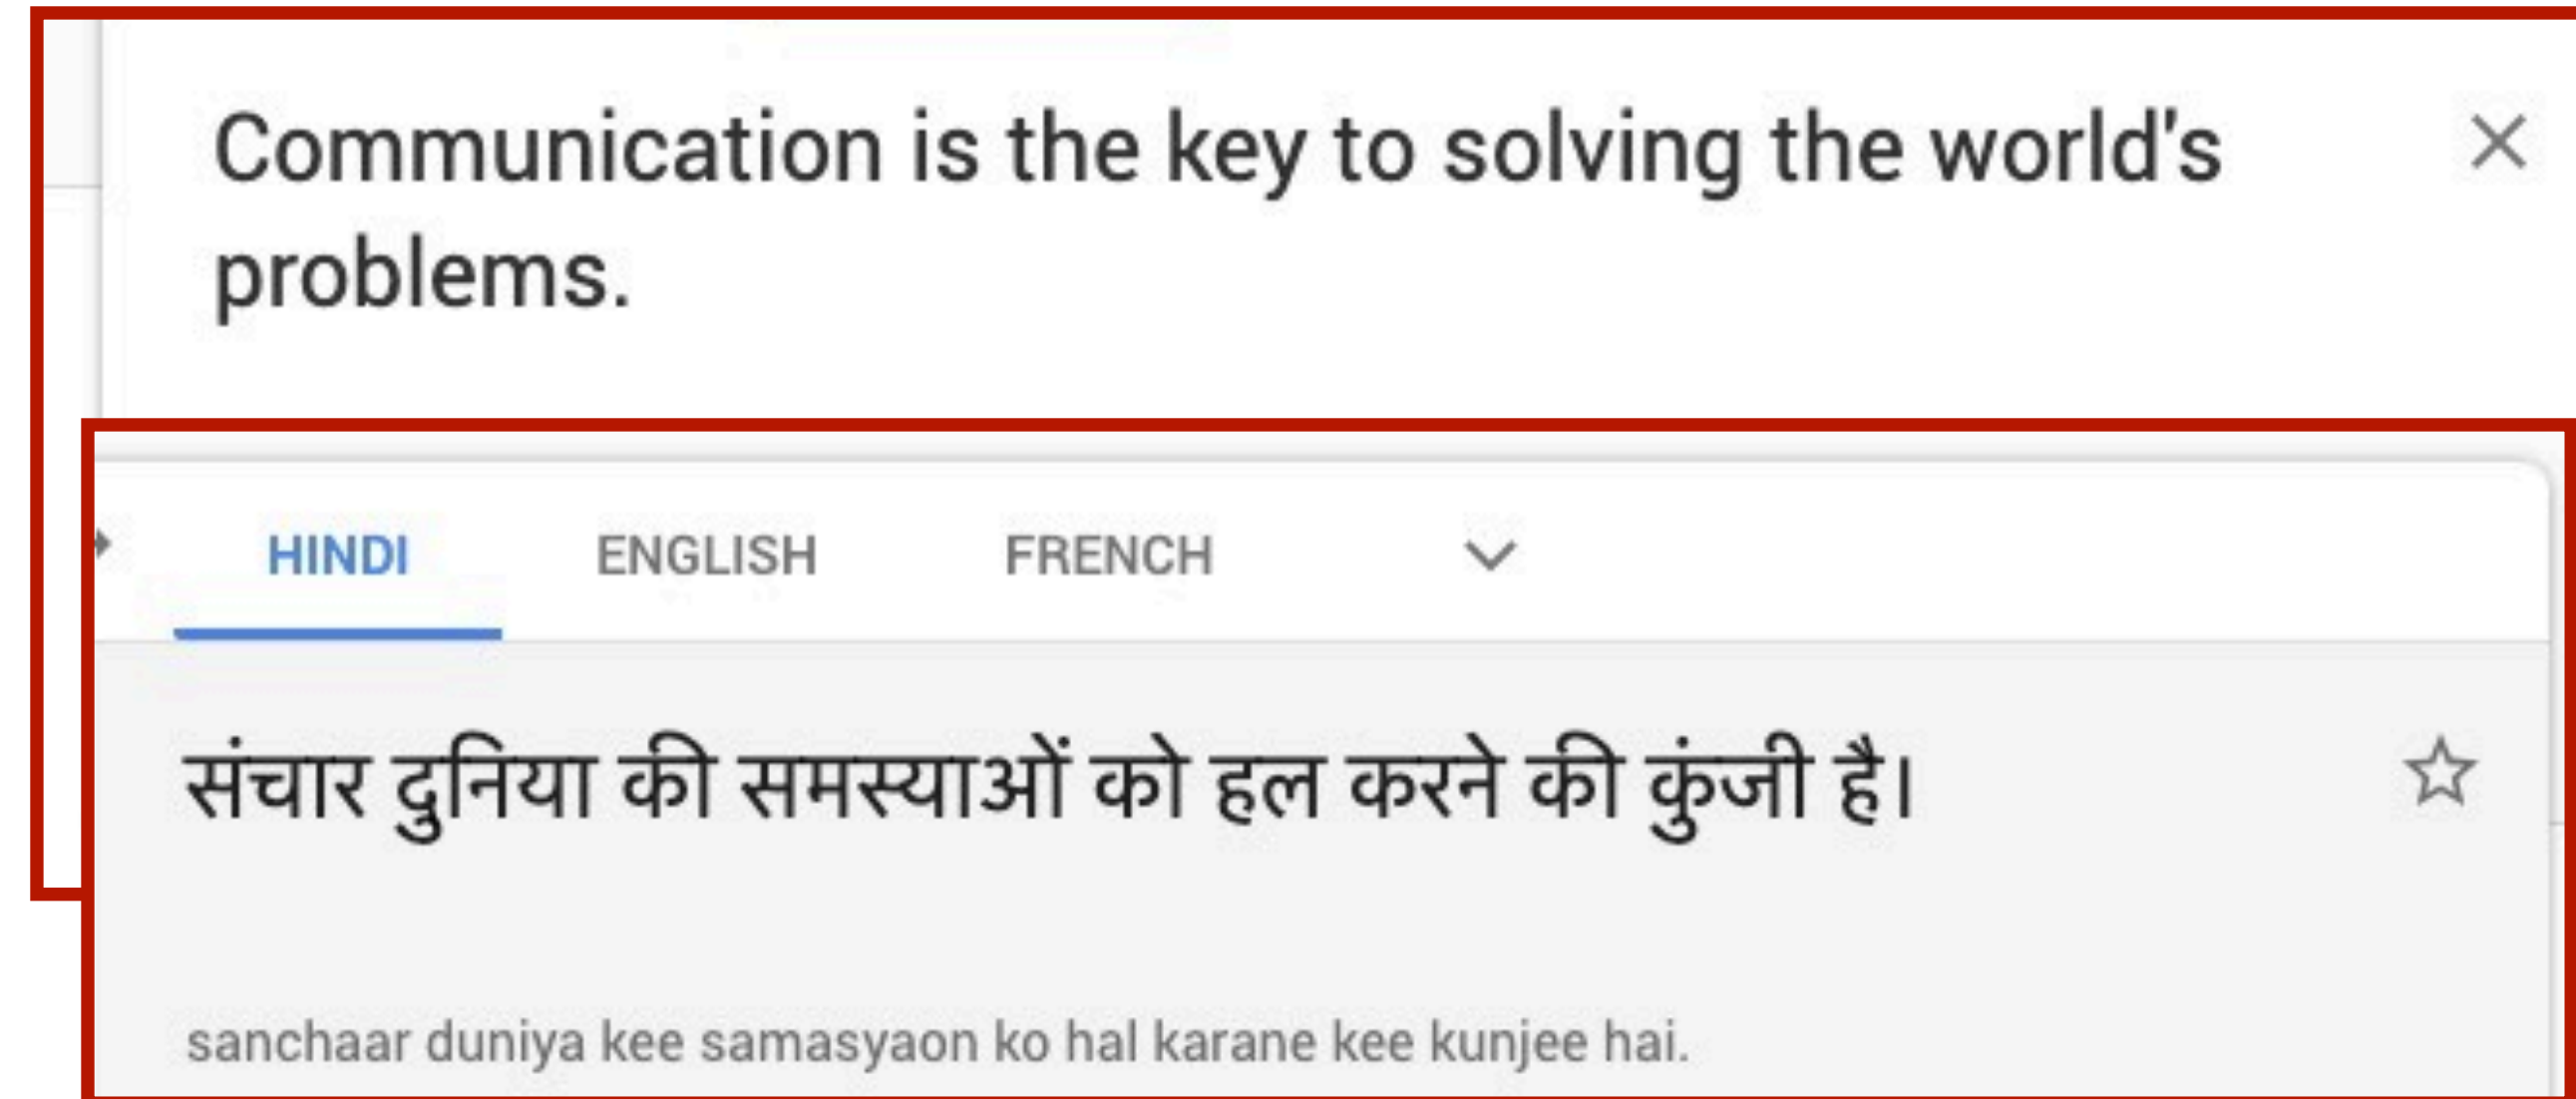 Communication is the key to solving the world's
problems.
HINDI ENGLISH FRENCH
संचार दुनिया की समस्याओं को हल करने की कुंजी है।
sanchaar duniya kee samasyaon ko hal karane kee kunjee hai.